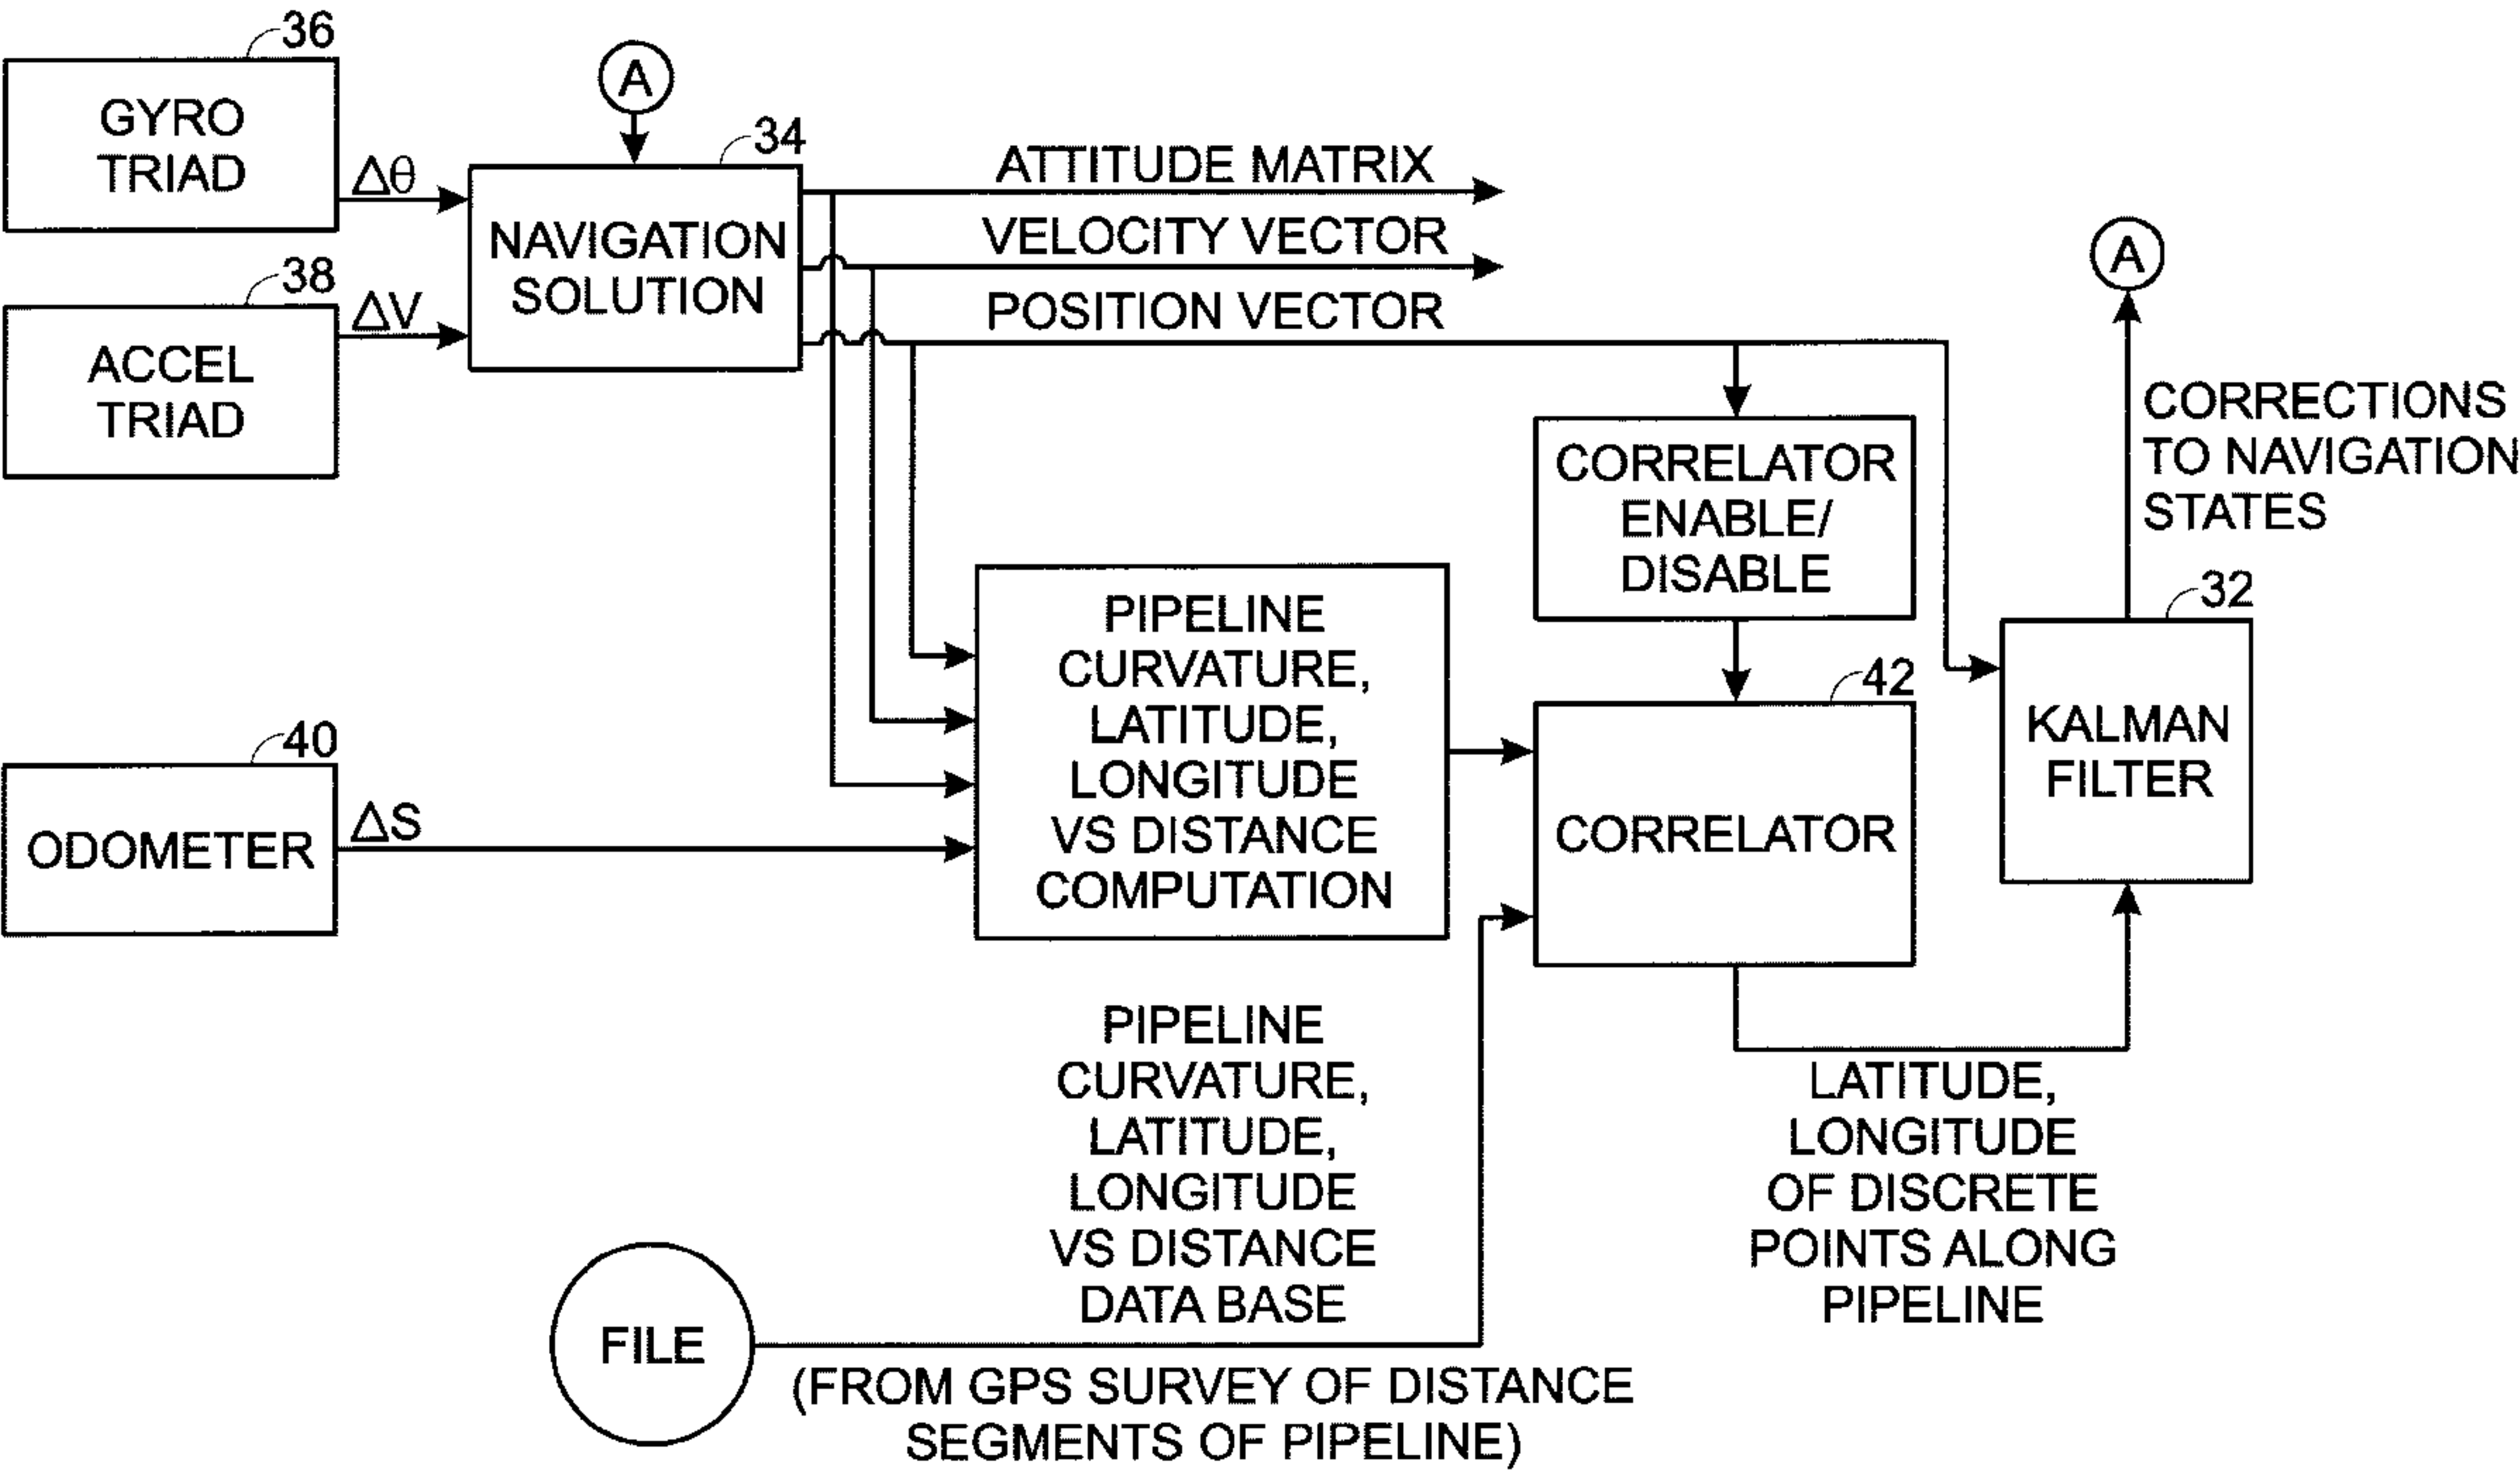 36
GYRO
TRIAD
Δθ
A
34
NAVIGATION
SOLUTION
38
ACCEL
TRIAD
ΔV
ATTITUDE MATRIX
VELOCITY VECTOR
POSITION VECTOR
A
CORRECTIONS
TO NAVIGATION
STATES
CORRELATOR
ENABLE/
DISABLE
32
KALMAN
FILTER
40
ODOMETER
ΔS
PIPELINE
CURVATURE,
LATITUDE,
LONGITUDE
VS DISTANCE
COMPUTATION
42
CORRELATOR
PIPELINE
CURVATURE,
LATITUDE,
LONGITUDE
VS DISTANCE
DATA BASE
FILE
(FROM GPS SURVEY OF DISTANCE
SEGMENTS OF PIPELINE)
LATITUDE,
LONGITUDE
OF DISCRETE
POINTS ALONG
PIPELINE